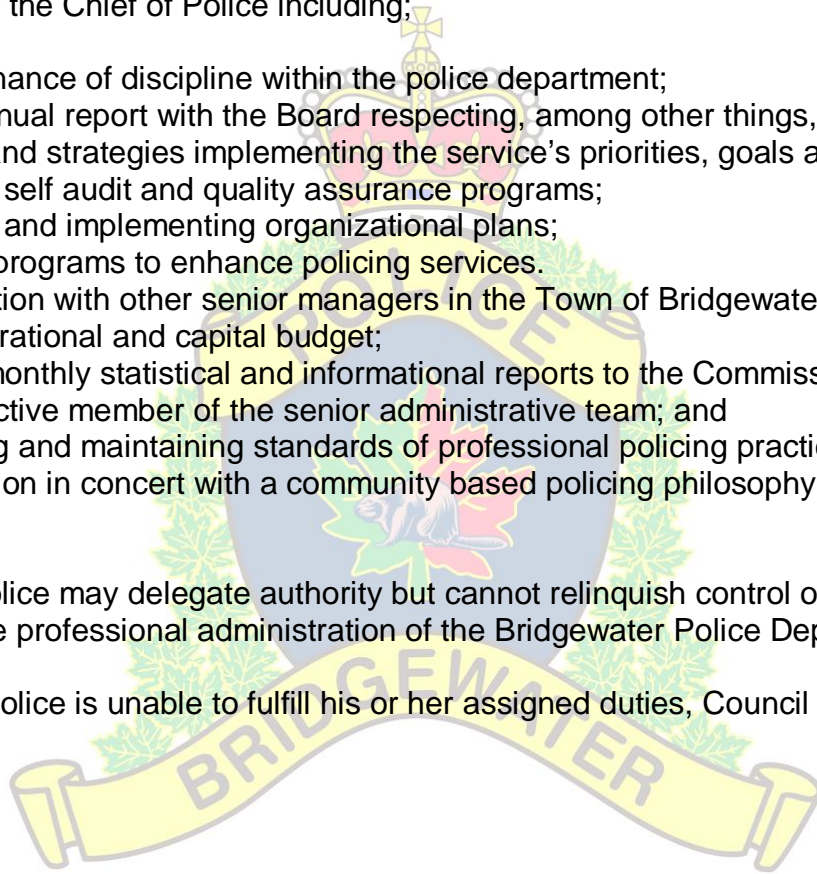 the Chief of Police including;
nance of discipline within the police department;
nual report with the Board respecting, among other things,
and strategies implementing the service's priorities, goals a
self audit and quality assurance programs;
and implementing organizational plans;
programs to enhance policing services.
tion with other senior managers in the Town of Bridgewate
rational and capital budget;
monthly statistical and informational reports to the Commiss
ctive member of the senior administrative team; and
g and maintaining standards of professional policing practi
on in concert with a community based policing philosophy
POLICE
olice may delegate authority but cannot relinquish control o
e professional administration of the Bridgewater Police Dep
olice is unable to fulfill his or her assigned duties, Council
BRIDGEWATER